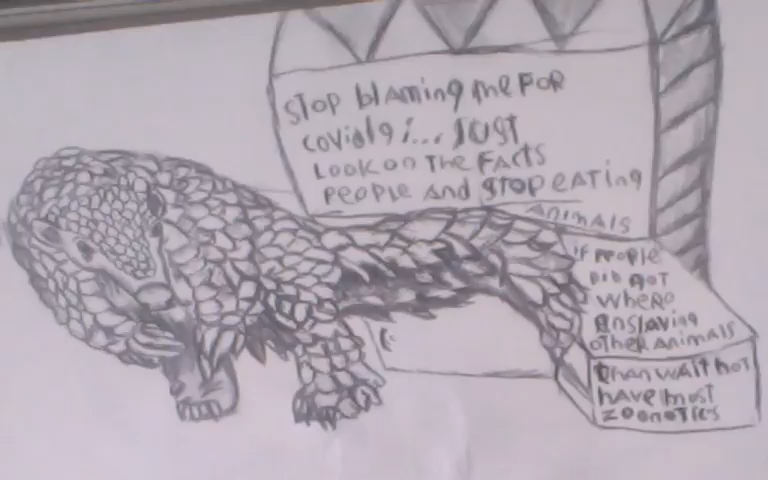 STOP blaming me FOR
covid19 i... JUST
LOOK on THE FACTS
PEOPLE AND STOP EATING
ANIMALS
if PEOPLE
DID NOT
WHERE
ENSLAVING
OTHER ANIMALS
than wait not
have most
zoonotics